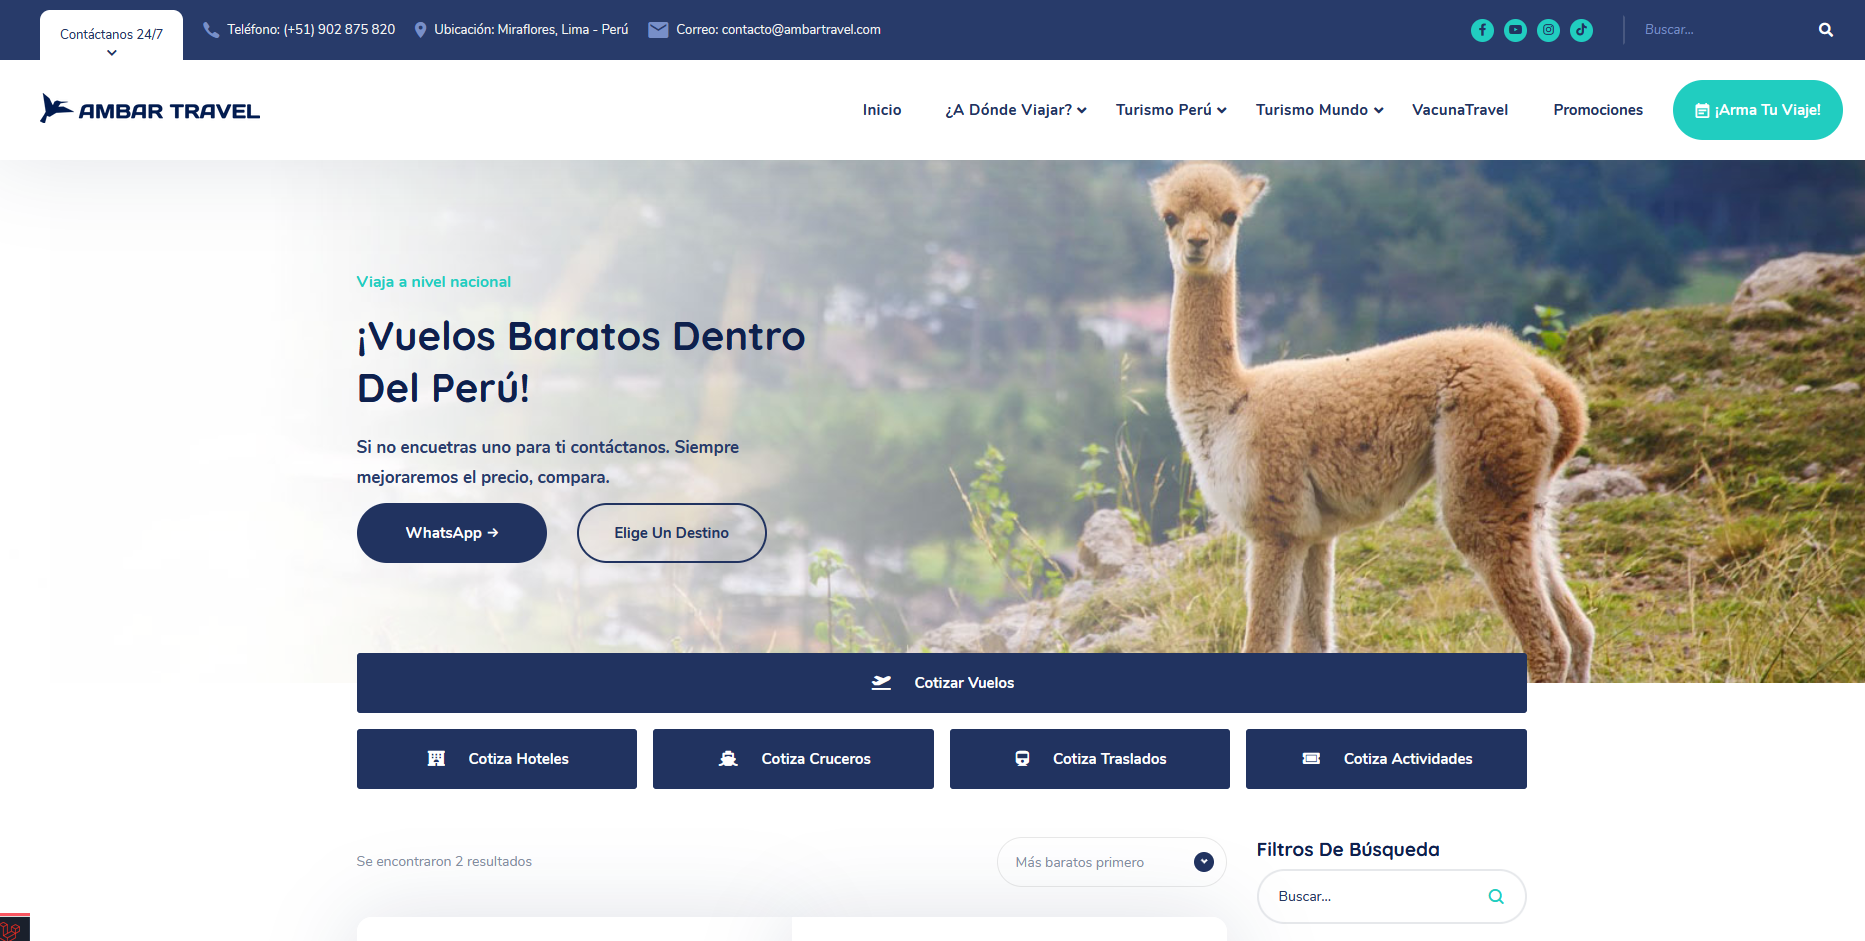 Contáctanos 24/7
Teléfono: (+51) 902 875 820
Ubicación: Miraflores, Lima - Perú
Correo: contacto@ambartravel.com
Buscar...
AMBAR TRAVEL
Inicio
¿A Dónde Viajar?
Turismo Perú
Turismo Mundo
VacunaTravel
Promociones
¡Arma Tu Viaje!
Viaja a nivel nacional
¡Vuelos Baratos Dentro
Del Perú!
Si no encuetras uno para ti contáctanos. Siempre
mejoraremos el precio, compara.
WhatsApp →
Elige Un Destino
Cotizar Vuelos
Cotiza Hoteles
Cotiza Cruceros
Cotiza Traslados
Cotiza Actividades
Se encontraron 2 resultados
Más baratos primero
Filtros De Búsqueda
Buscar...